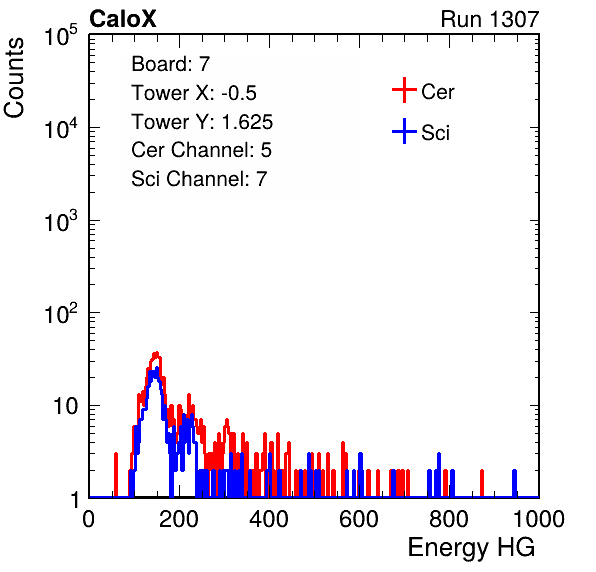 CaloX Run 1307
Counts
Board: 7
Tower X: -0.5
Tower Y: 1.625
Cer Channel: 5
Sci Channel: 7
Cer
Sci
10^5
10^4
10^3
10^2
10
1
0 200 400 600 800 1000
Energy HG